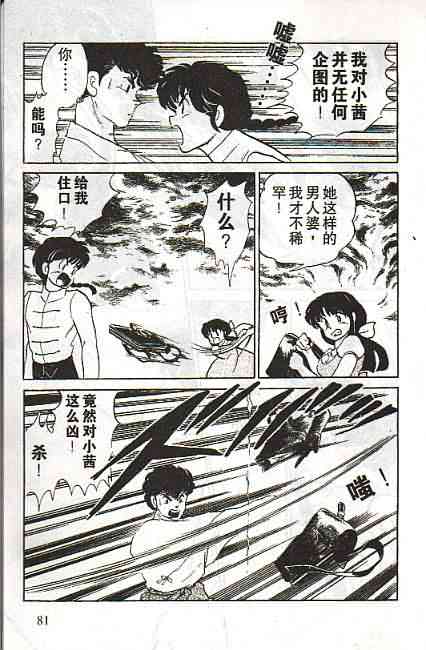 我对小茜
并无任何
企图的！
嘘
嘘
……
你
……
能吗？
她这样的
男人婆，
我才不稀
罕！
哼！
什么？
给我
住口！
竟然对小茜
这么凶！
杀！
嗤！
81